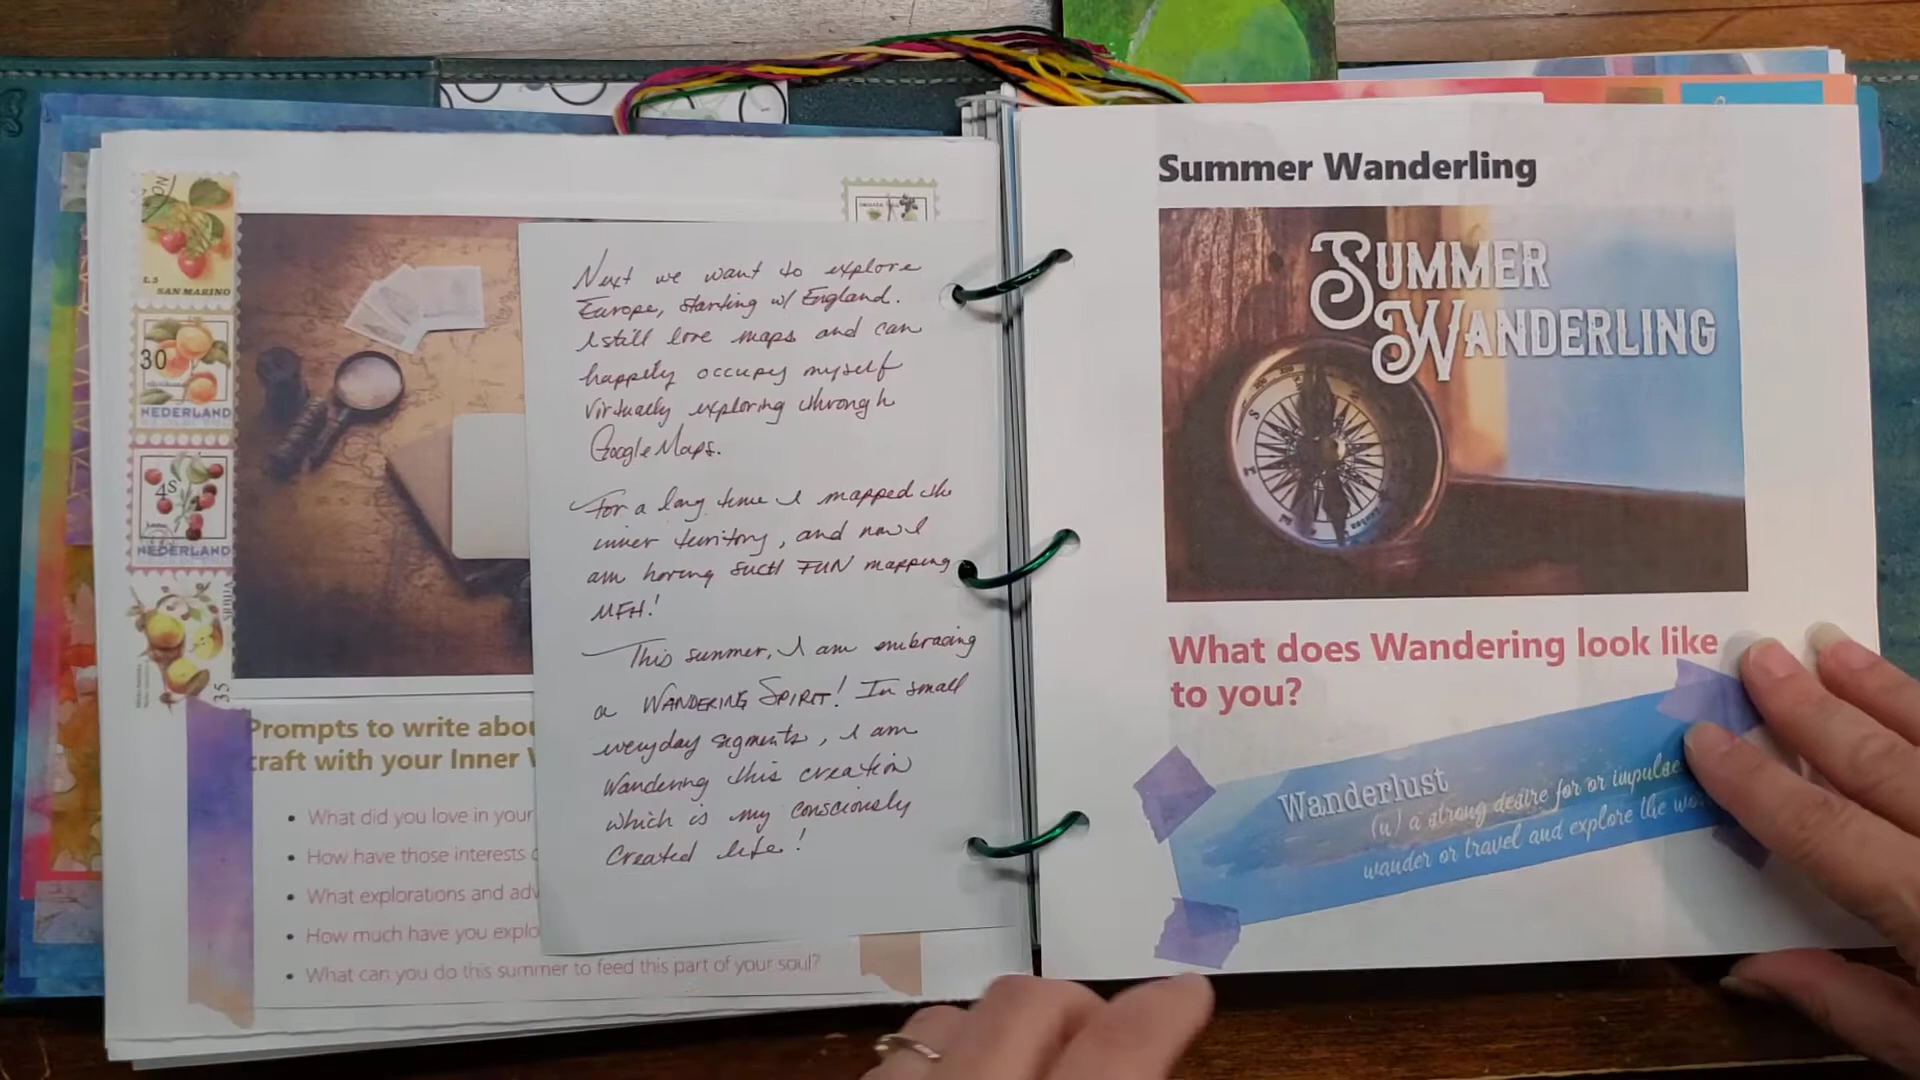 E.S
SAN MARINO
30
NEDERLAND
4S
NEDERLAND
35
Prompts to write abou
craft with your Inner W
• What did you love in your
• How have those interests
• What explorations and adv
• How much have you explo
• What can you do this summer to feed this part of your soul?
Next we want to explore
Europe, starting w/ England.
I still love maps and can
happily occupy myself
virtually exploring through
Google Maps.
For a long time I mapped the
inner territory, and now I
am having SUCH FUN mapping
UFH!
This summer, I am embracing
a WANDERING SPIRIT! In small
everyday segments, I am
Wandering this creation
which is my consciously
Created life!
Summer Wanderling
SUMMER
WANDERLING
What does Wandering look like
to you?
Wanderlust
(n) a strong desire for or impulse
wander or travel and explore the wo